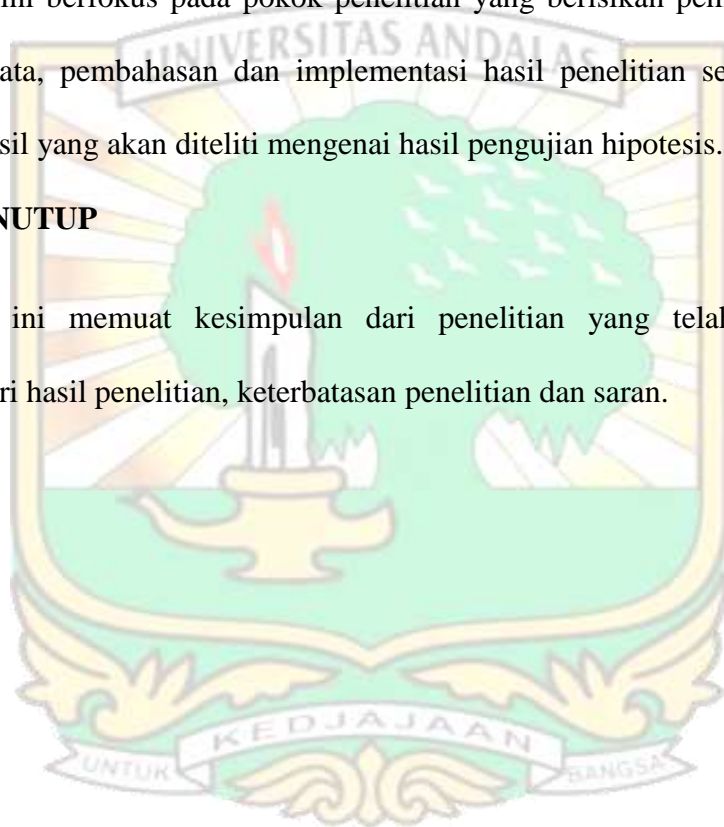 ini berfokus pada pokok penelitian yang berisikan
UNIVERSITAS ANDALAS
ata, pembahasan dan implementasi hasil penelitian se
sil yang akan diteliti mengenai hasil pengujian hipotesis.
NUTUP
ini memuat kesimpulan dari penelitian yang telah
ri hasil penelitian, keterbatasan penelitian dan saran.
KEDJAJAAN
UNTUK BANGSA